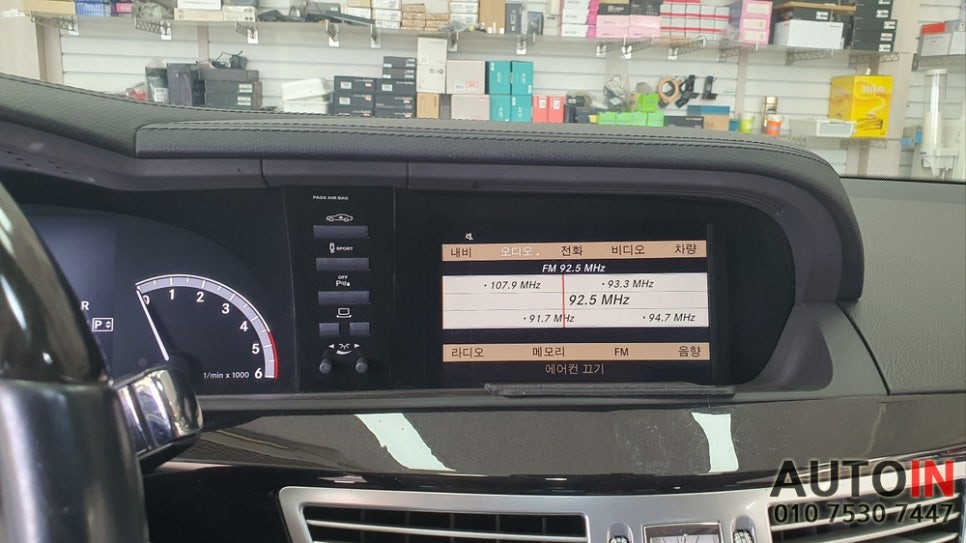 PASS AIR BAG
SPORT
OFF
내비 오디오 전화 비디오 차량
FM 92.5 MHz
107.9 MHz 93.3 MHz
92.5 MHz
91.7 MHz 94.7 MHz
라디오 메모리 FM 음향
에어컨 끄기
R
P
0 1 2 3 4 5 6
1/min x 1000
AUTOIN
010 7530 7447